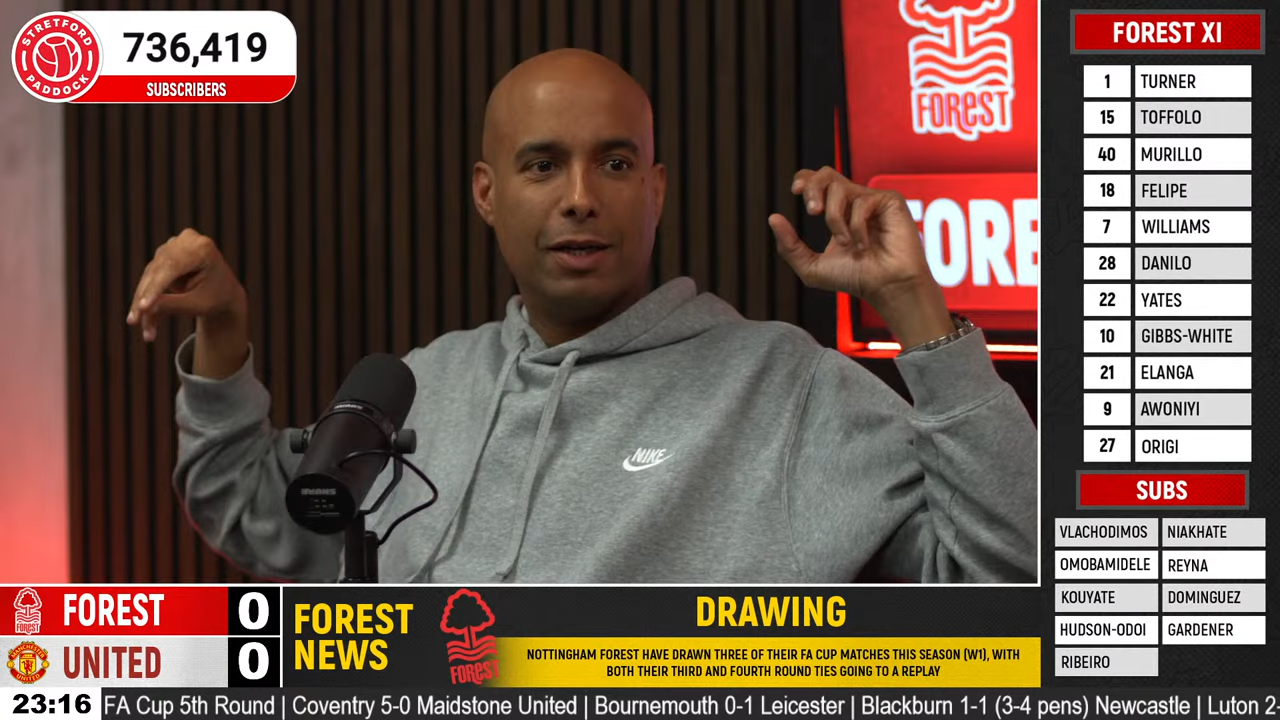 STRETFORD
PADDOCK
736,419
SUBSCRIBERS
FOREST
FORE
NIKE
FOREST XI
1 TURNER
15 TOFFOLO
40 MURILLO
18 FELIPE
7 WILLIAMS
28 DANILO
22 YATES
10 GIBBS-WHITE
21 ELANGA
9 AWONIYI
27 ORIGI
SUBS
VLACHODIMOS NIAKHATE
OMOBAMIDELE REYNA
KOUYATE DOMINGUEZ
HUDSON-ODOI GARDENER
RIBEIRO
FOREST
FOREST 0
MANCHESTER
UNITED
UNITED 0
FOREST
NEWS
FOREST
DRAWING
NOTTINGHAM FOREST HAVE DRAWN THREE OF THEIR FA CUP MATCHES THIS SEASON (W1), WITH
BOTH THEIR THIRD AND FOURTH ROUND TIES GOING TO A REPLAY
23:16 FA Cup 5th Round | Coventry 5-0 Maidstone United | Bournemouth 0-1 Leicester | Blackburn 1-1 (3-4 pens) Newcastle | Luton 2-